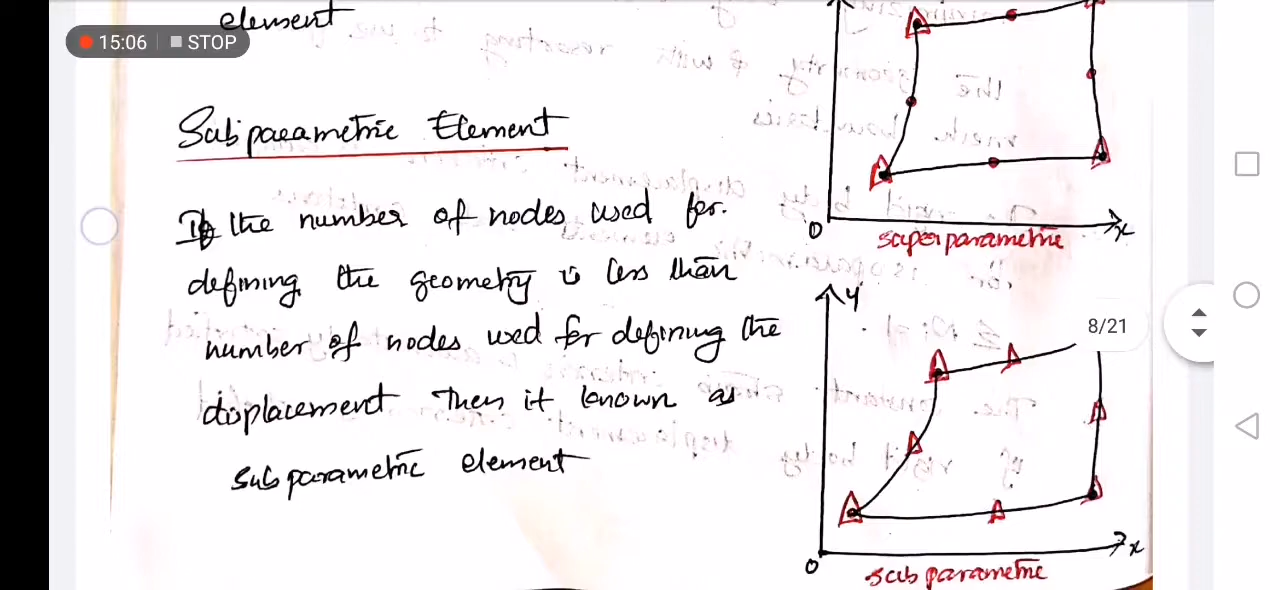 element
15:06 STOP
Subparametric Element
If the number of nodes used for.
defining the geometry is less than
number of nodes used for defining the
displacement Then it known as
sub parametric element
0
x
super parametric
y
8/21
0
x
sub parametric